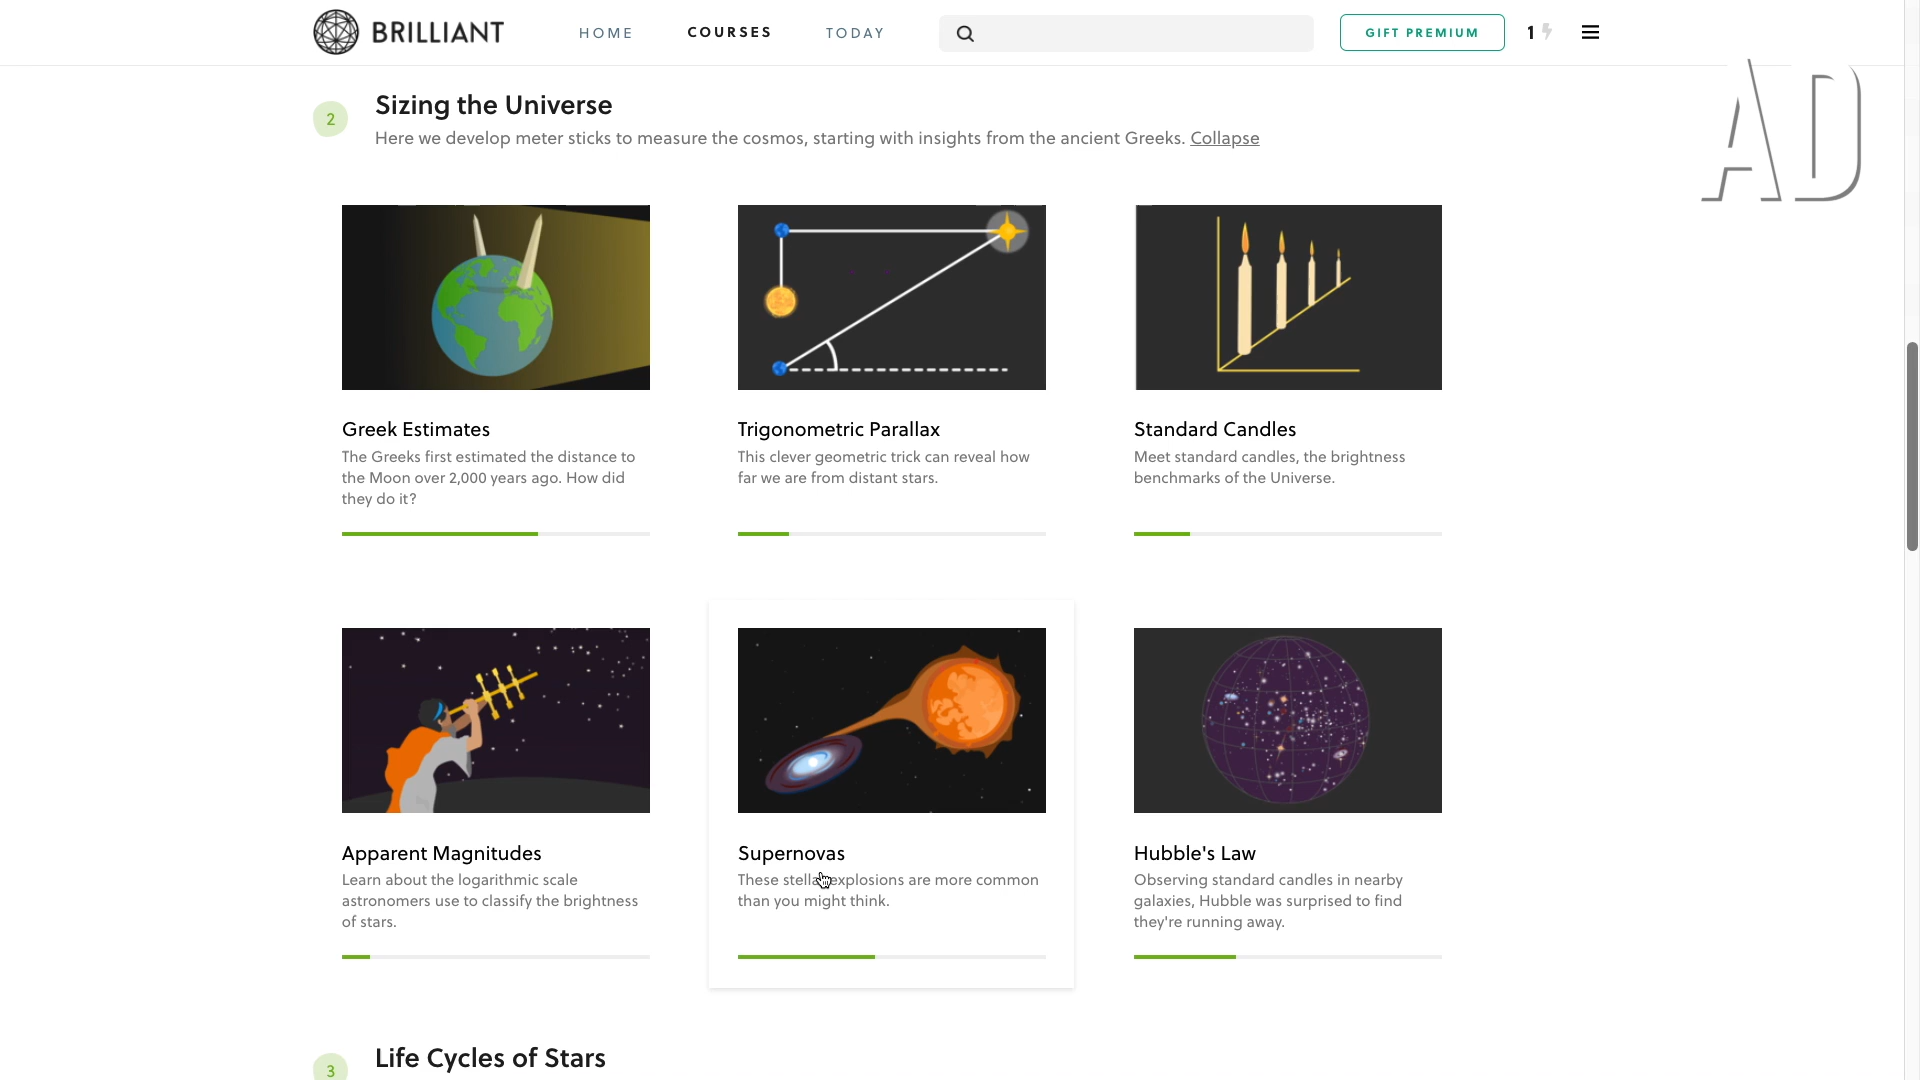 BRILLIANT
HOME
COURSES
TODAY
GIFT PREMIUM
1
AD
2
Sizing the Universe
Here we develop meter sticks to measure the cosmos, starting with insights from the ancient Greeks. Collapse
Greek Estimates
The Greeks first estimated the distance to
the Moon over 2,000 years ago. How did
they do it?
Trigonometric Parallax
This clever geometric trick can reveal how
far we are from distant stars.
Standard Candles
Meet standard candles, the brightness
benchmarks of the Universe.
Apparent Magnitudes
Learn about the logarithmic scale
astronomers use to classify the brightness
of stars.
Supernovas
These stellar explosions are more common
than you might think.
Hubble's Law
Observing standard candles in nearby
galaxies, Hubble was surprised to find
they're running away.
3
Life Cycles of Stars